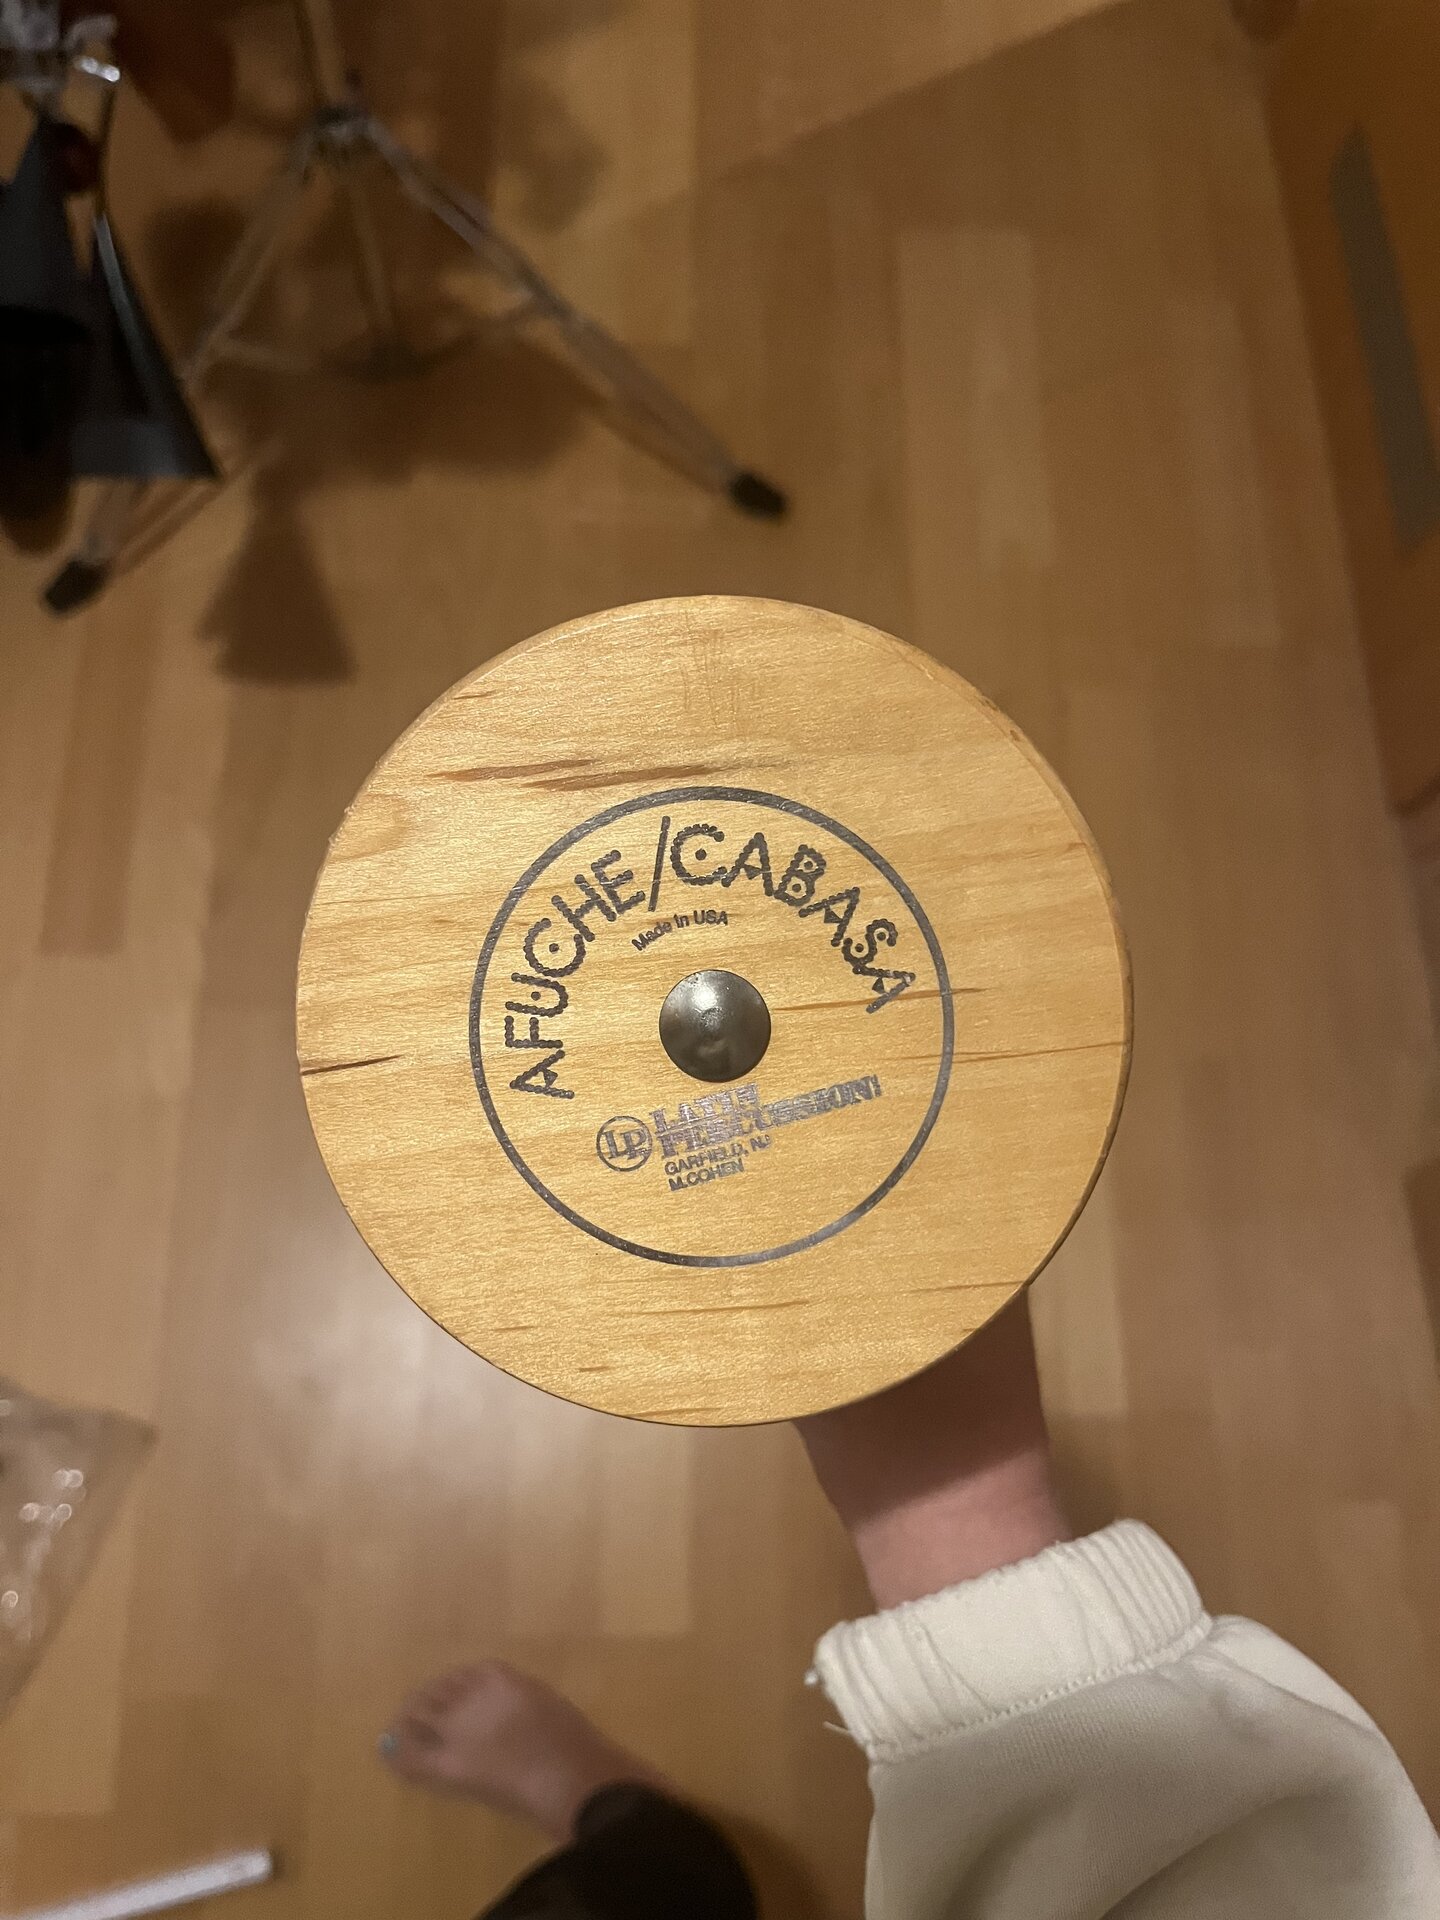 AFUCHE/CABASA
Made in USA
LP LATIN
PERCUSSION!
GARFIELD, NJ
M.COHEN